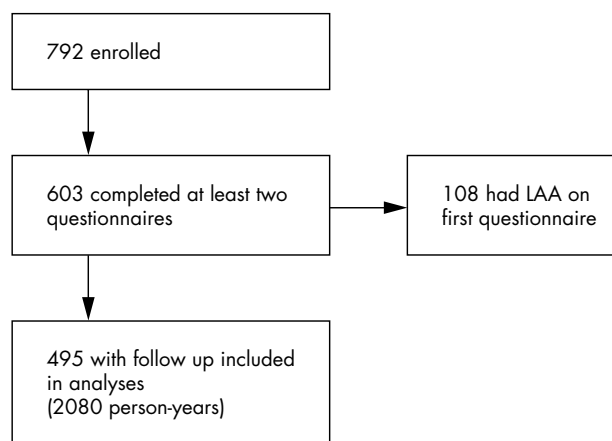 792 enrolled
603 completed at least two
questionnaires
108 had LAA on
first questionnaire
495 with follow up included
in analyses
(2080 person-years)